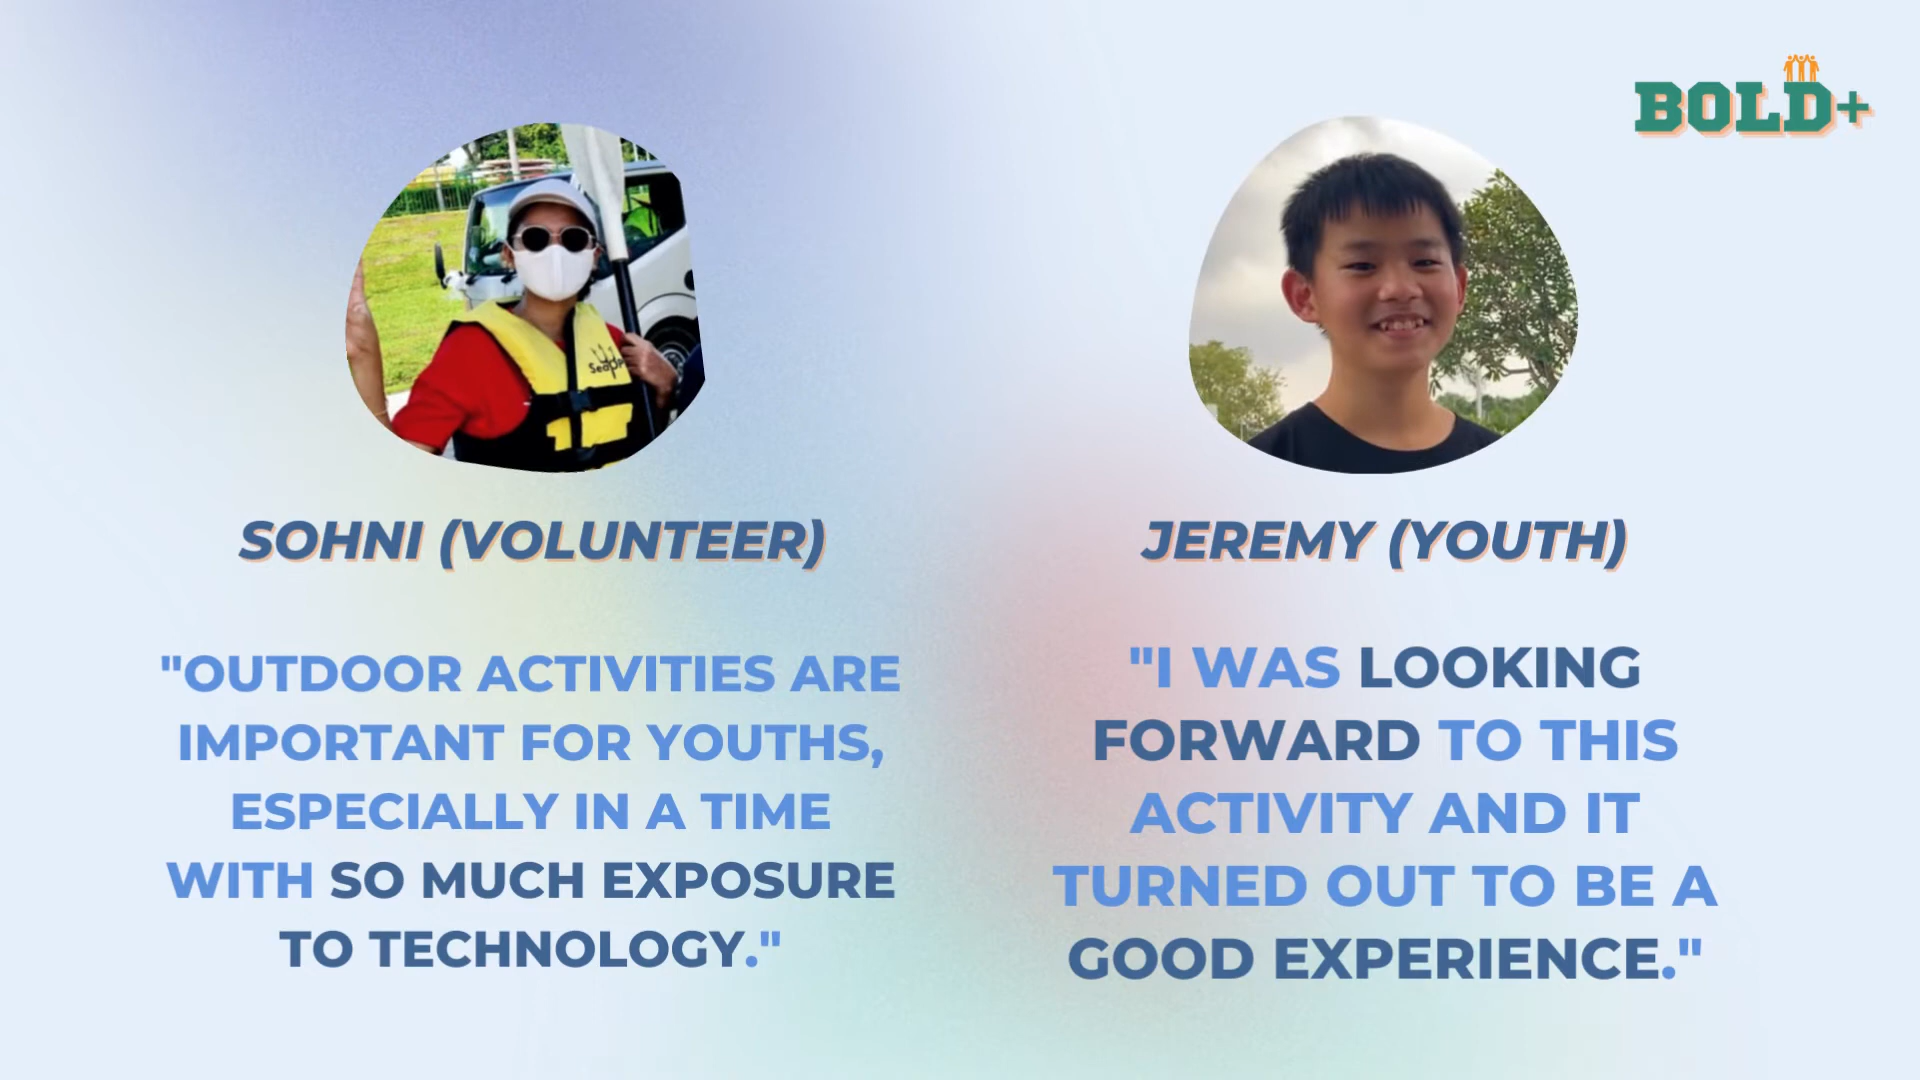 BOLD+
SOHNI (VOLUNTEER)
"OUTDOOR ACTIVITIES ARE
IMPORTANT FOR YOUTHS,
ESPECIALLY IN A TIME
WITH SO MUCH EXPOSURE
TO TECHNOLOGY."
JEREMY (YOUTH)
"I WAS LOOKING
FORWARD TO THIS
ACTIVITY AND IT
TURNED OUT TO BE A
GOOD EXPERIENCE."